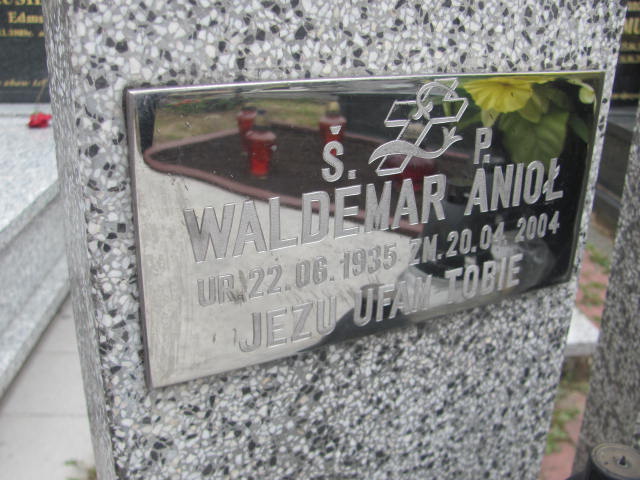 Ś. P.
WALDEMAR ANIOŁ
UR. 22.06.1935 ZM. 20.04.2004
JEZU UFAM TOBIE